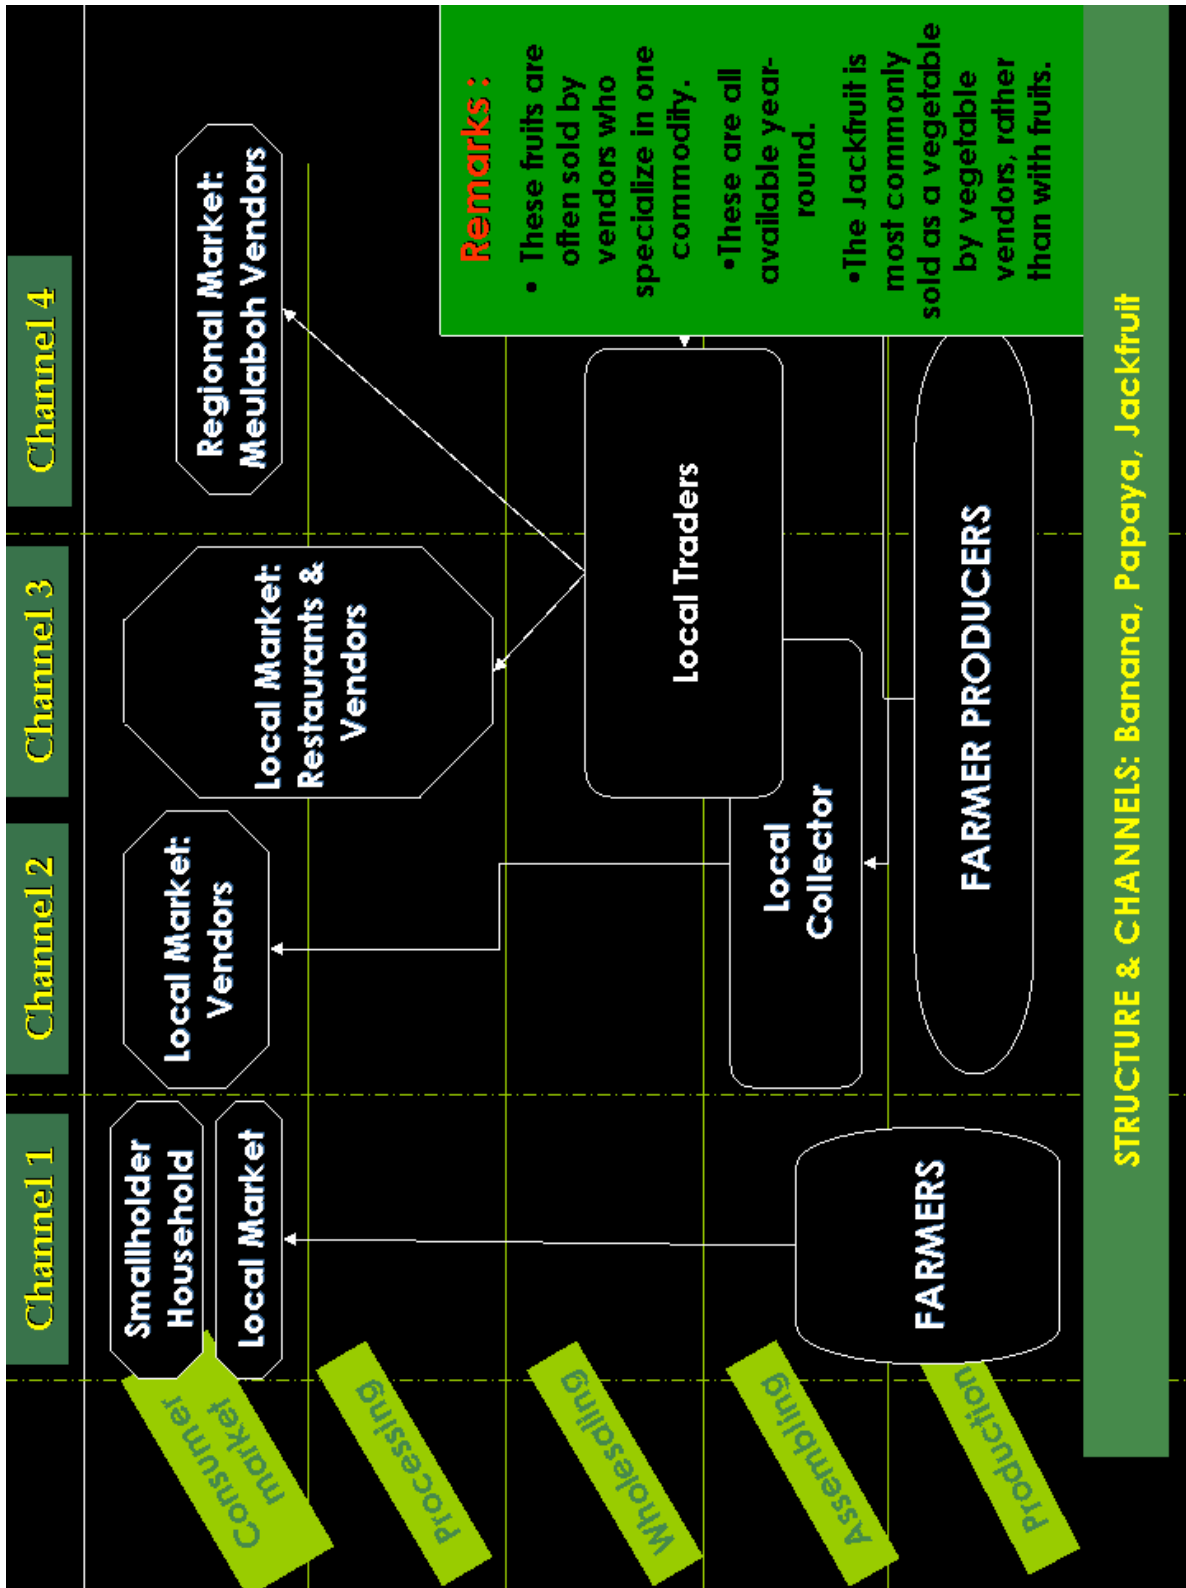 Channel 1
Channel 2
Channel 3
Channel 4
Consumer
market
Smallholder
Household
Local Market
Local Market:
Vendors
Local Market:
Restaurants &
Vendors
Regional Market:
Meulaboh Vendors
Processing
Wholesaling
Assembling
Production
Local Traders
Local
Collector
FARMERS
FARMER PRODUCERS
Remarks :
• These fruits are
often sold by
vendors who
specialize in one
commodity.
•These are all
available year-
round.
•The Jackfruit is
most commonly
sold as a vegetable
by vegetable
vendors, rather
than with fruits.
STRUCTURE & CHANNELS: Banana, Papaya, Jackfruit